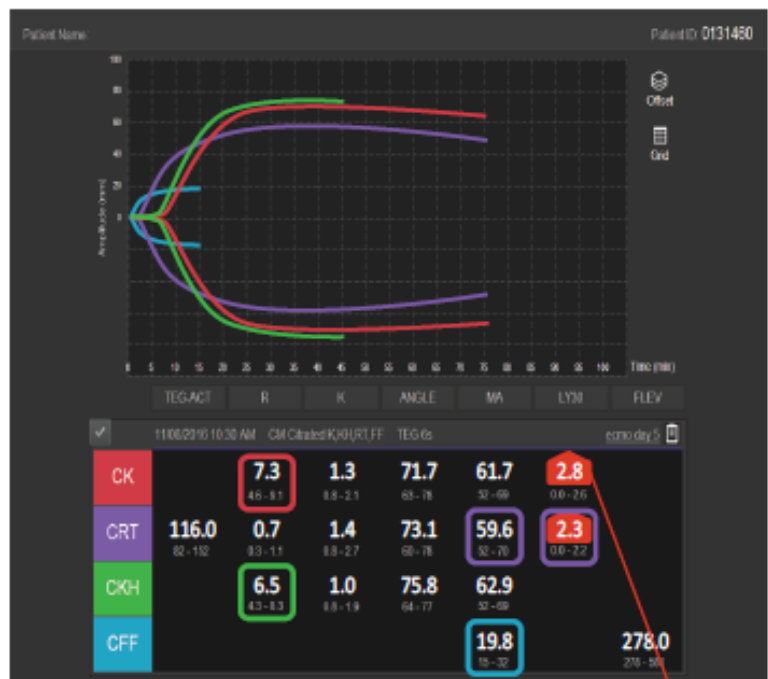 Patient Name: Patient ID: 0131460
100
80
60
40
20
0
Offset
Grid
Amplitude (mm)
0 5 10 15 20 25 30 35 40 45 50 55 60 65 70 75 80 85 90 95 100 Time (min)
TEG-ACT R K ANGLE MA LY30 FLEV
11/08/2016 10:30 AM CM Citrated K,KH,RT,FF TEG 6s ecmo day 5
CK 7.3 1.3 71.7 61.7 2.8
4.6 - 9.1 0.8 - 2.1 63 - 78 52 - 69 0.0 - 2.6
CRT 116.0 0.7 1.4 73.1 59.6 2.3
82 - 152 0.3 - 1.1 0.8 - 2.7 60 - 78 52 - 70 0.0 - 2.2
CKH 6.5 1.0 75.8 62.9
4.3 - 8.3 0.8 - 1.9 64 - 77 52 - 69
CFF 19.8 278.0
15 - 32 278 -